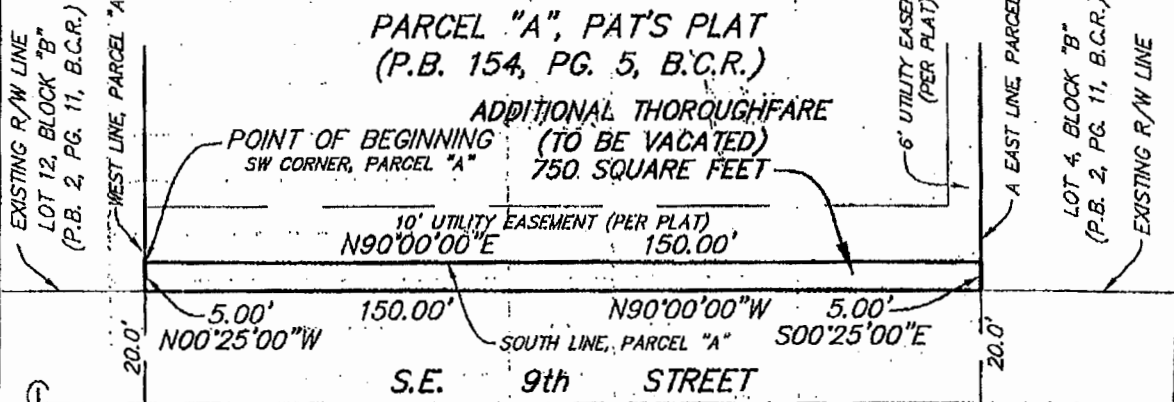 EXISTING R/W LINE
LOT 12, BLOCK "B"
(P.B. 2, PG. 11, B.C.R.)
WEST LINE, PARCEL "A"
PARCEL "A", PAT'S PLAT
(P.B. 154, PG. 5, B.C.R.)
ADDITIONAL THOROUGHFARE
(TO BE VACATED)
750 SQUARE FEET
POINT OF BEGINNING
SW CORNER, PARCEL "A"
6' UTILITY EASEM
(PER PLAT)
A EAST LINE, PARCEL
LOT 4, BLOCK "B"
(P.B. 2, PG. 11, B.C.R.)
EXISTING R/W LINE
10' UTILITY EASEMENT (PER PLAT)
N90°00'00"E 150.00'
5.00' 150.00' N90°00'00"W 5.00'
N00°25'00"W SOUTH LINE, PARCEL "A" S00°25'00"E
20.0' 20.0'
S.E. 9th STREET